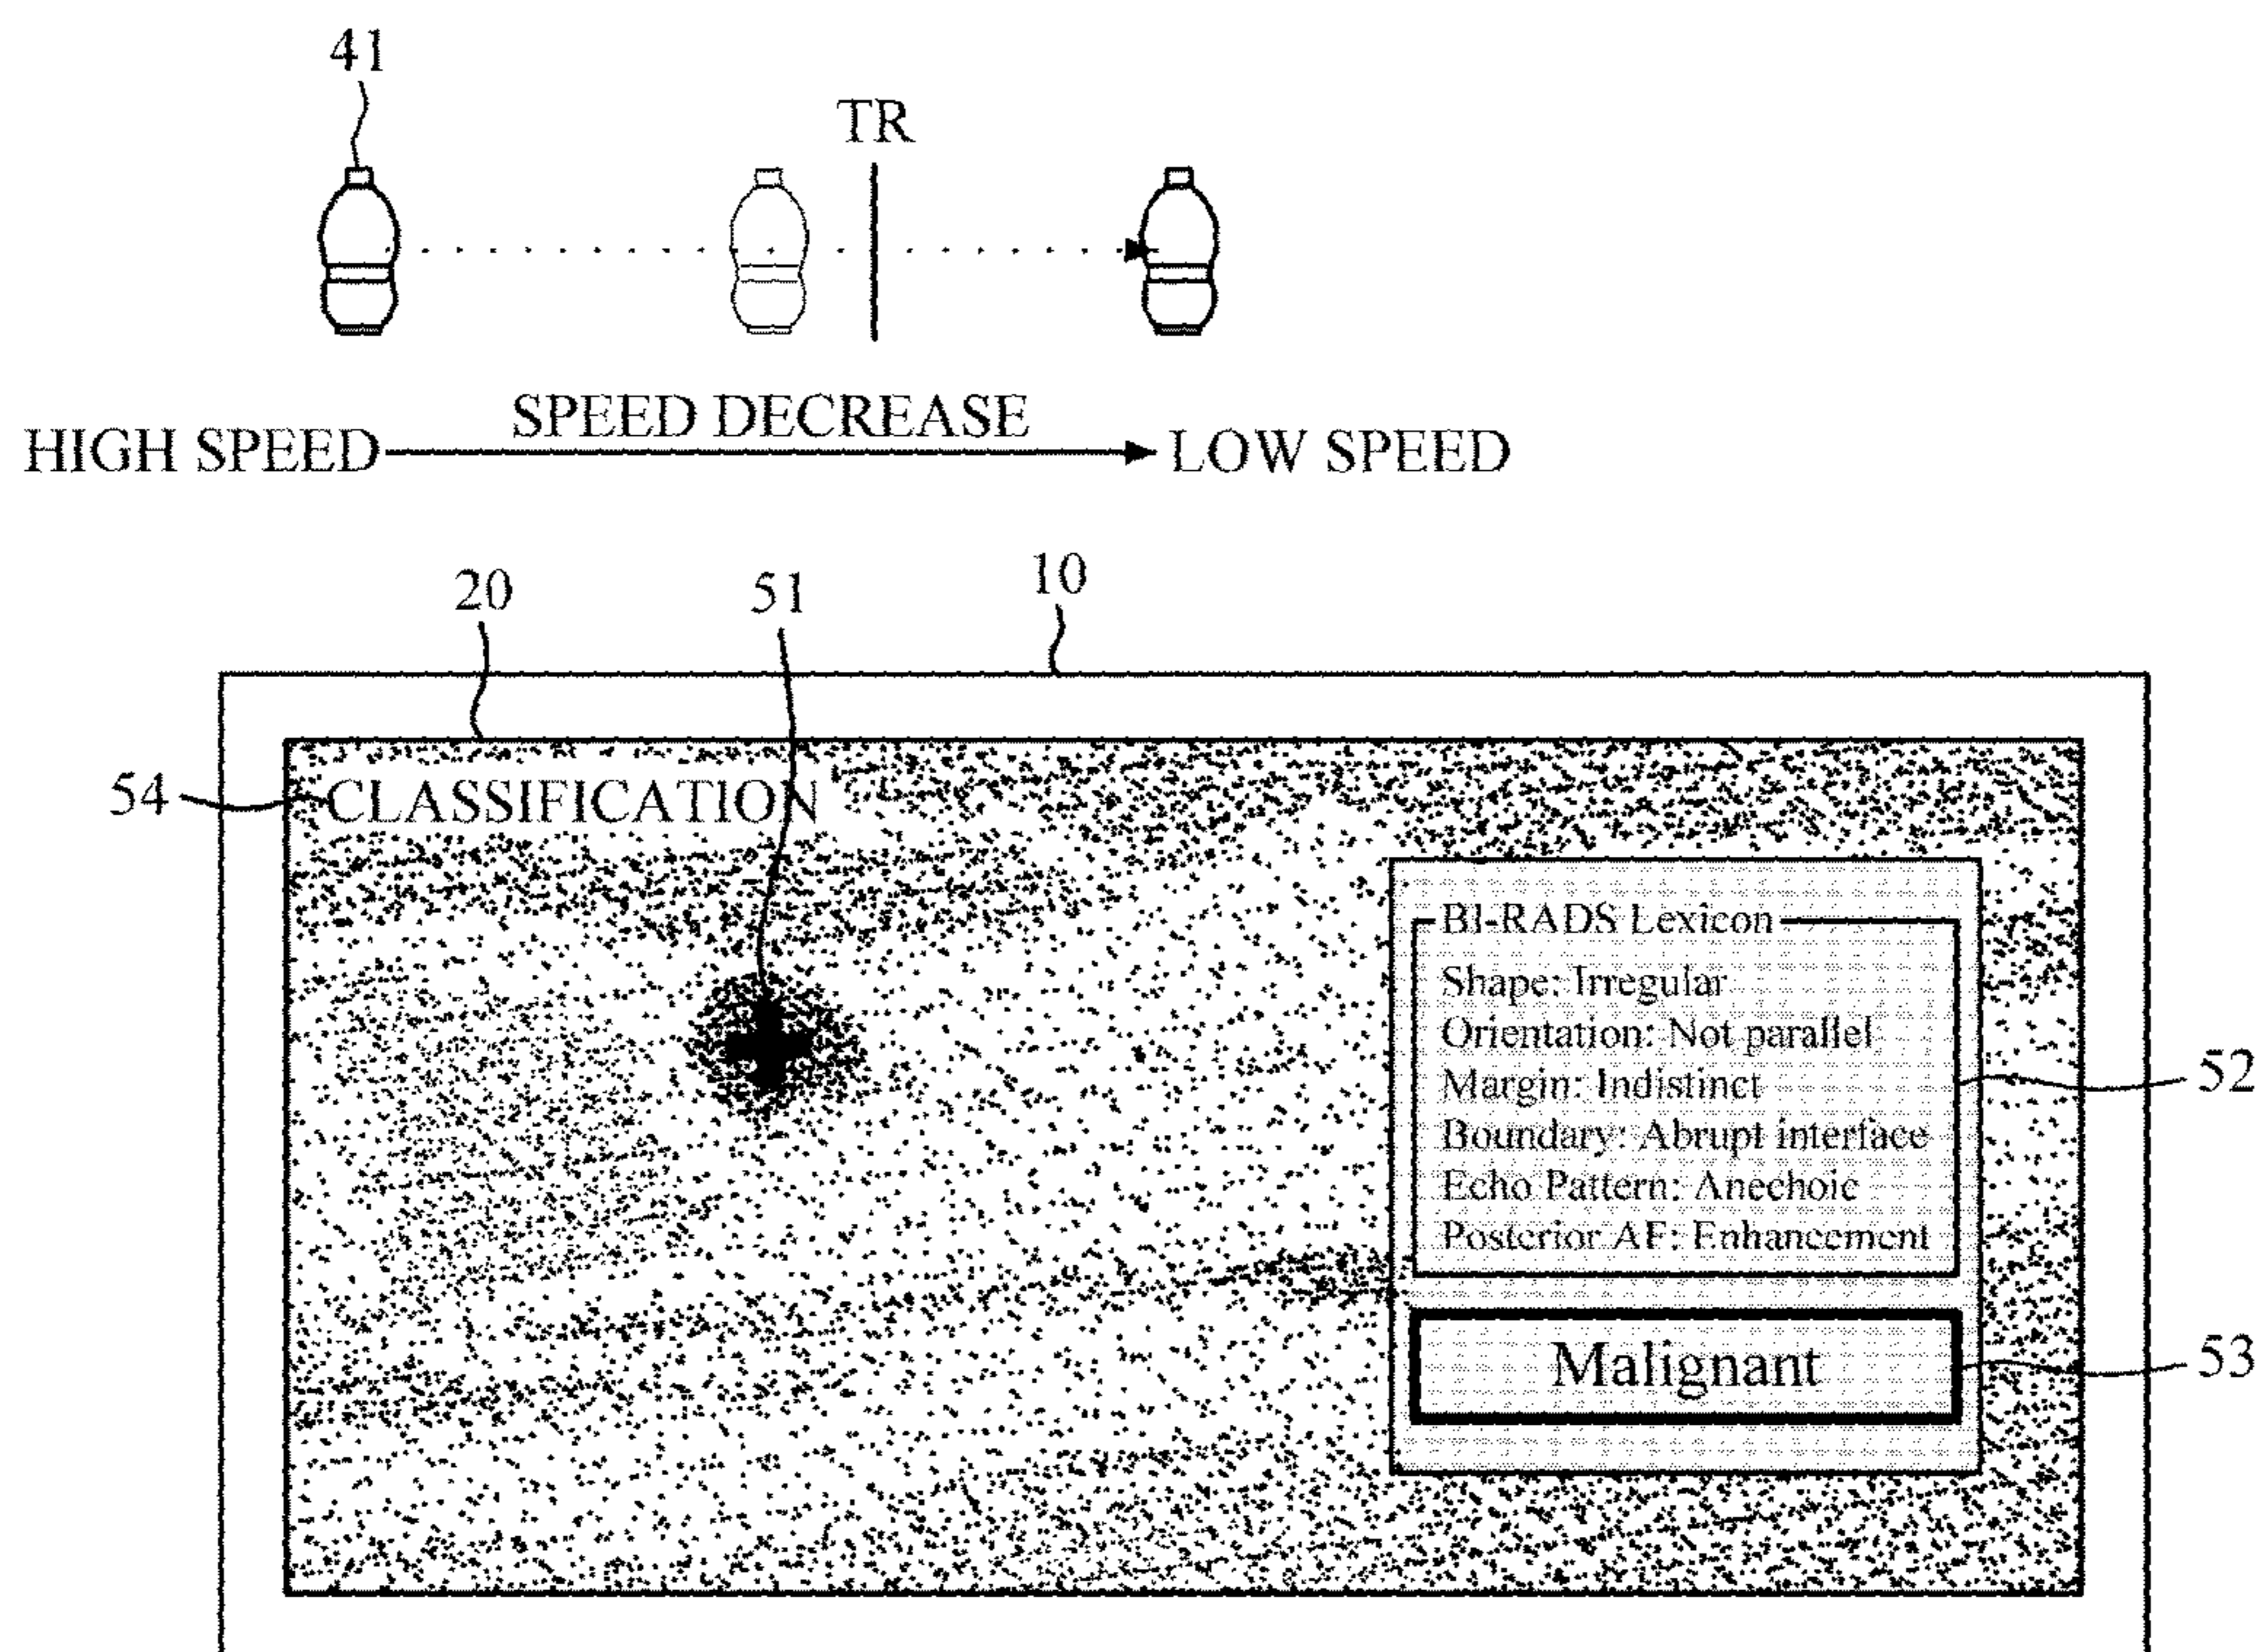 41
TR
SPEED DECREASE
HIGH SPEED
LOW SPEED
20
51
10
54
CLASSIFICATION
BI-RADS Lexicon
Shape: Irregular
Orientation: Not parallel
Margin: Indistinct
Boundary: Abrupt interface
Echo Pattern: Anechoic
Posterior AF: Enhancement
52
Malignant
53